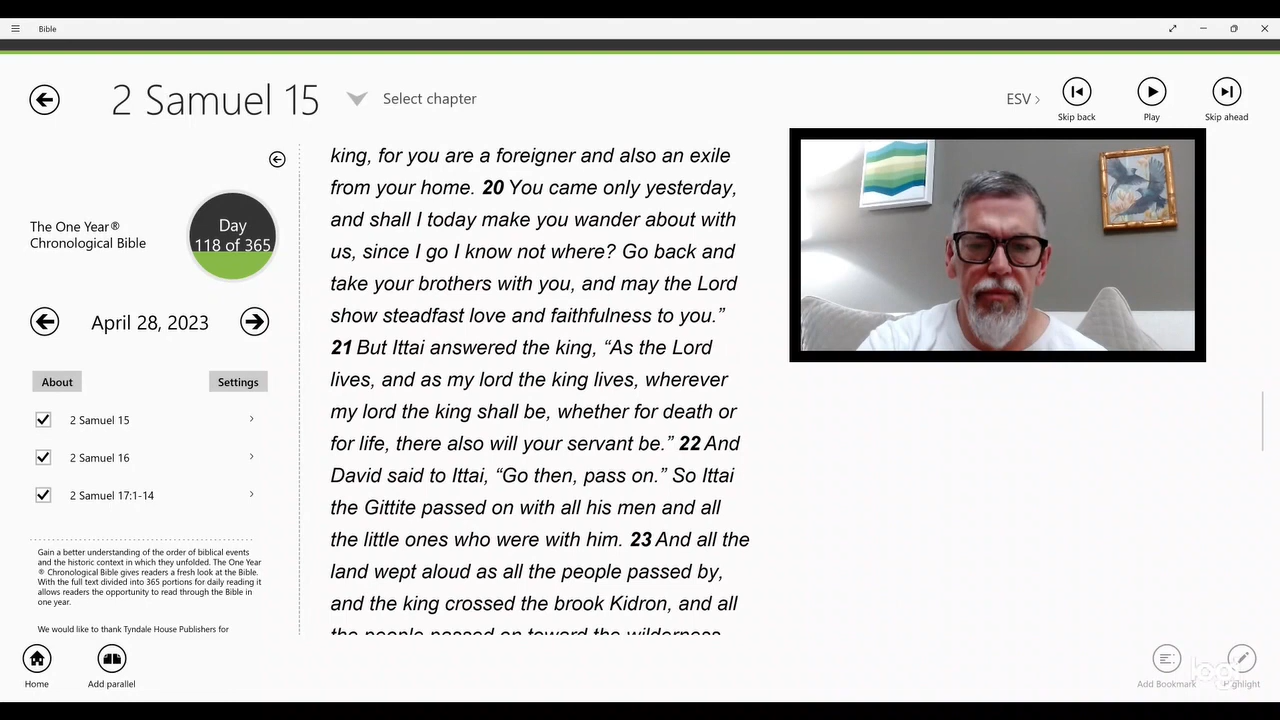 Bible
2 Samuel 15
Select chapter
ESV
Skip back
Play
Skip ahead
The One Year®
Chronological Bible
Day
118 of 365
April 28, 2023
About
Settings
2 Samuel 15
2 Samuel 16
2 Samuel 17:1-14
Gain a better understanding of the order of biblical events
and the historic context in which they unfolded. The One Year
® Chronological Bible gives readers a fresh look at the Bible.
With the full text divided into 365 portions for daily reading it
allows readers the opportunity to read through the Bible in
one year.
We would like to thank Tyndale House Publishers for
king, for you are a foreigner and also an exile
from your home. 20 You came only yesterday,
and shall I today make you wander about with
us, since I go I know not where? Go back and
take your brothers with you, and may the Lord
show steadfast love and faithfulness to you.”
21 But Ittai answered the king, “As the Lord
lives, and as my lord the king lives, wherever
my lord the king shall be, whether for death or
for life, there also will your servant be.” 22 And
David said to Ittai, “Go then, pass on.” So Ittai
the Gittite passed on with all his men and all
the little ones who were with him. 23 And all the
land wept aloud as all the people passed by,
and the king crossed the brook Kidron, and all
the people passed on toward the wilderness
Home
Add parallel
Add Bookmark
Highlight
logi